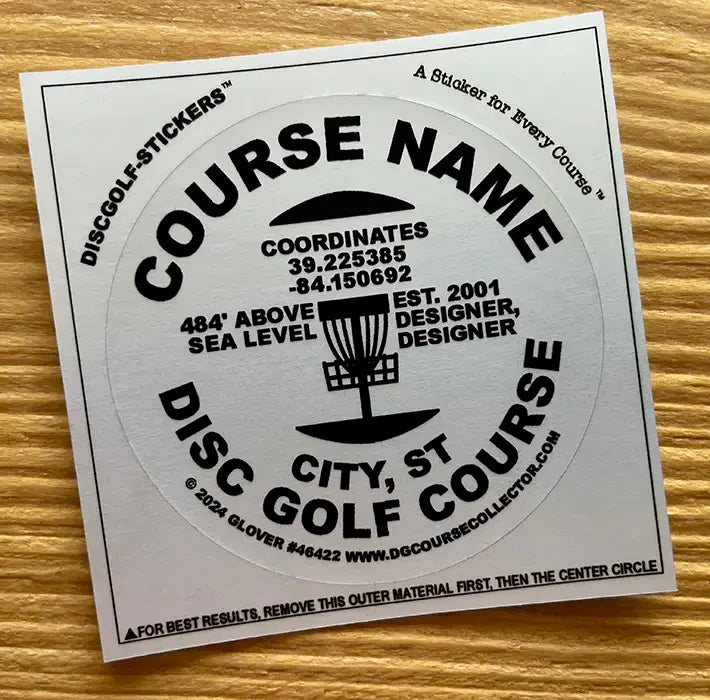 DISCGOLF-STICKERS™
A Sticker for Every Course ™
COURSE NAME
COORDINATES
39.225385
-84.150692
484' ABOVE
SEA LEVEL
EST. 2001
DESIGNER,
DESIGNER
CITY, ST
DISC GOLF COURSE
© 2024 GLOVER #46422 WWW.DGCOURSECOLLECTOR.COM
▲FOR BEST RESULTS, REMOVE THIS OUTER MATERIAL FIRST, THEN THE CENTER CIRCLE